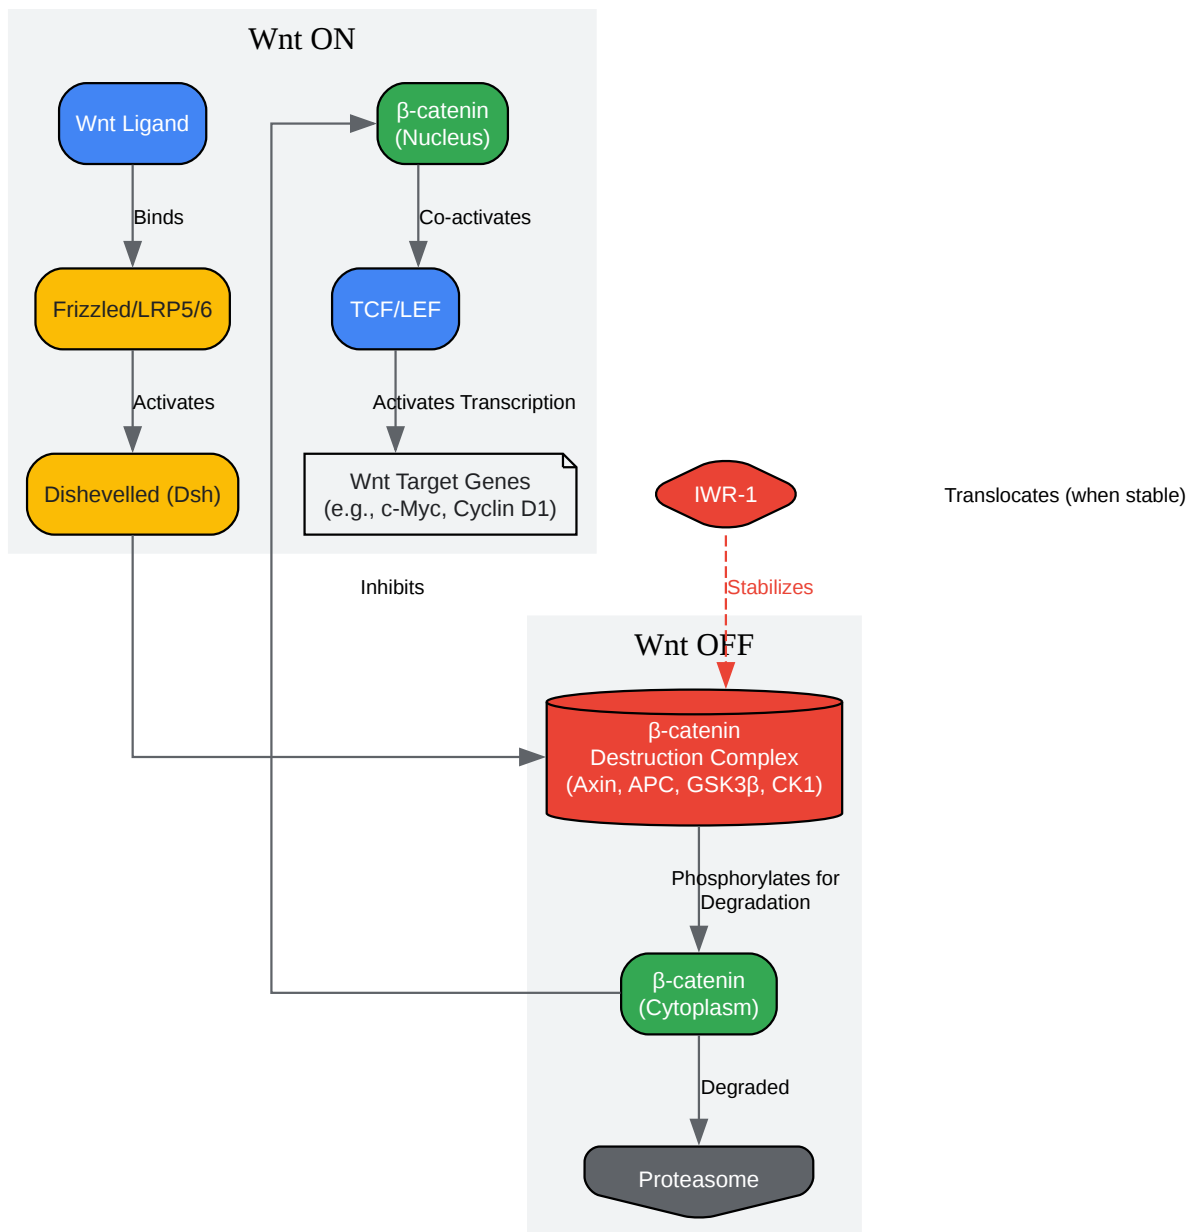 Wnt ON
Wnt Ligand
β-catenin
(Nucleus)
Binds
Co-activates
Frizzled/LRP5/6
TCF/LEF
Activates
Activates Transcription
Dishevelled (Dsh)
Wnt Target Genes
(e.g., c-Myc, Cyclin D1)
IWR-1
Translocates (when stable)
Inhibits
Stabilizes
Wnt OFF
β-catenin
Destruction Complex
(Axin, APC, GSK3β, CK1)
Phosphorylates for
Degradation
β-catenin
(Cytoplasm)
Degraded
Proteasome